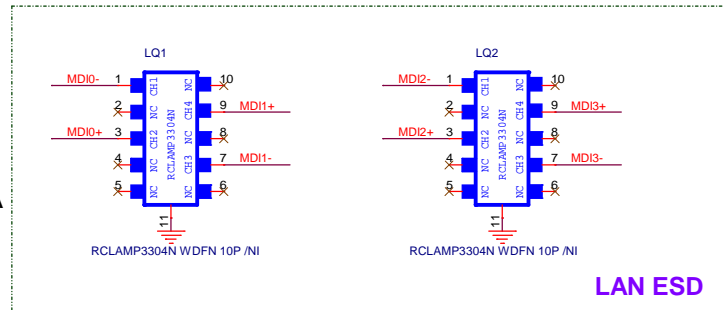 LQ1
MDI0- 1 CH1 NC 10
2 NC CH4 9 MDI1+
MDI0+ 3 CH2 NC 8
4 NC CH3 7 MDI1-
5 NC NC 6
RCLAMP3304N
11
RCLAMP3304N WDFN 10P /NI
LQ2
MDI2- 1 CH1 NC 10
2 NC CH4 9 MDI3+
MDI2+ 3 CH2 NC 8
4 NC CH3 7 MDI3-
5 NC NC 6
RCLAMP3304N
11
RCLAMP3304N WDFN 10P /NI
LAN ESD